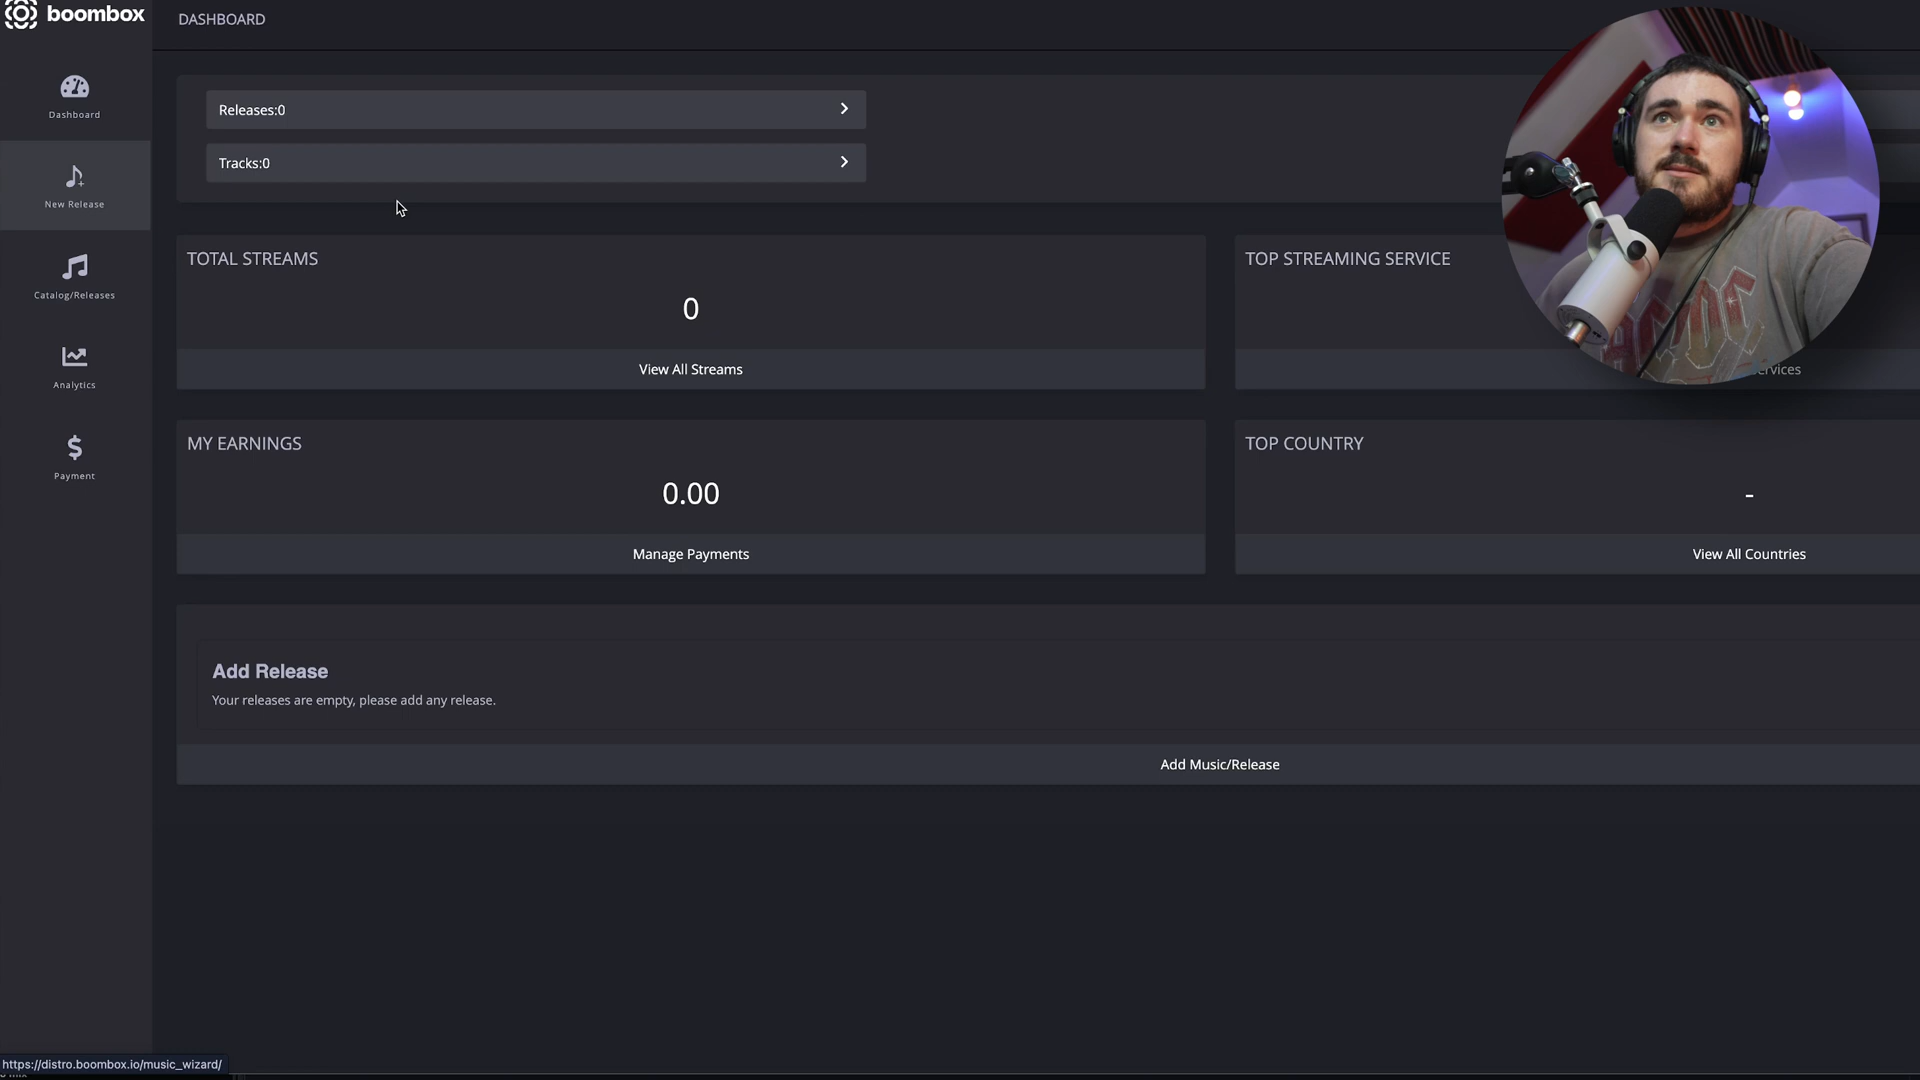 boombox
DASHBOARD
Dashboard
New Release
Catalog/Releases
Analytics
Payment
Releases:0
Tracks:0
TOTAL STREAMS
0
View All Streams
TOP STREAMING SERVICE
MY EARNINGS
0.00
Manage Payments
TOP COUNTRY
-
View All Countries
Add Release
Your releases are empty, please add any release.
Add Music/Release
https://distro.boombox.io/music_wizard/